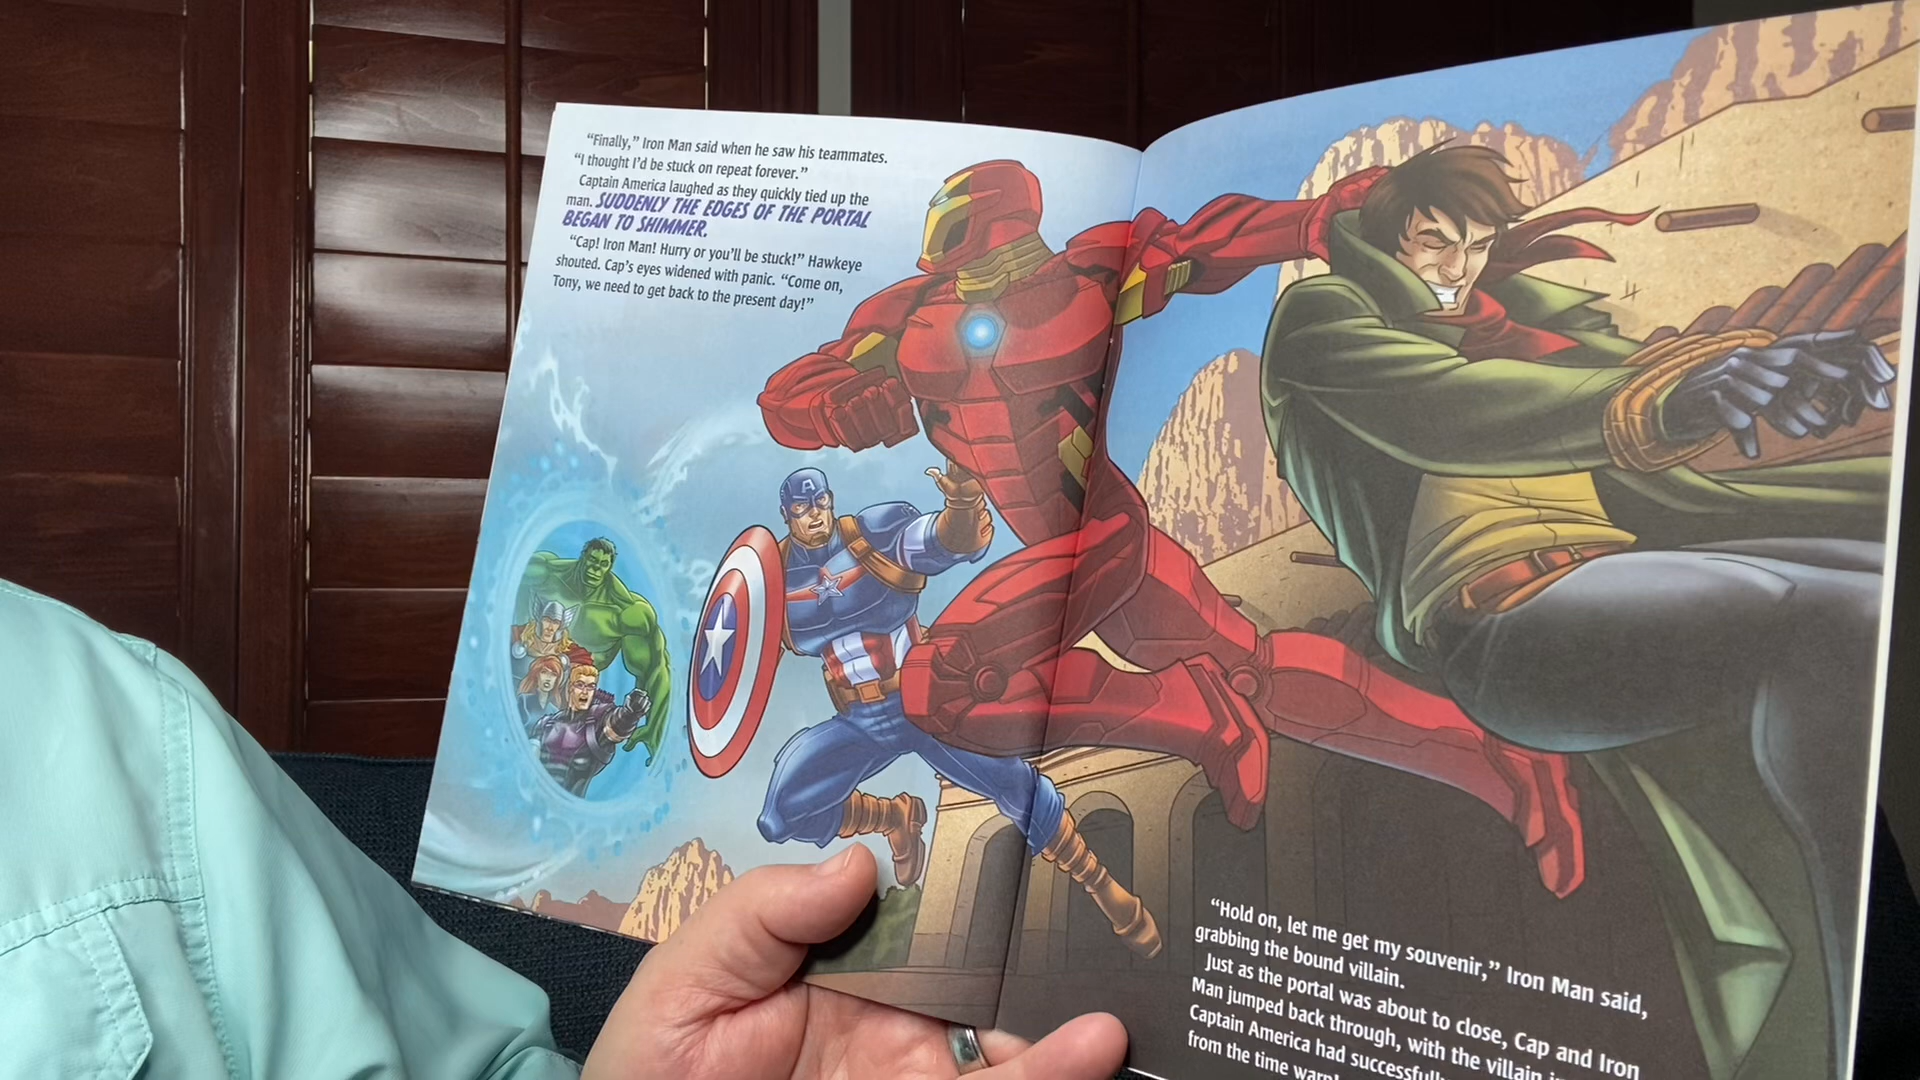 “Finally,” Iron Man said when he saw his teammates.
“I thought I’d be stuck on repeat forever.”
Captain America laughed as they quickly tied up the
man. SUDDENLY THE EDGES OF THE PORTAL
BEGAN TO SHIMMER.
“Cap! Iron Man! Hurry or you’ll be stuck!” Hawkeye
shouted. Cap’s eyes widened with panic. “Come on,
Tony, we need to get back to the present day!”
A
“Hold on, let me get my souvenir,” Iron Man said,
grabbing the bound villain.
Just as the portal was about to close, Cap and Iron
Man jumped back through, with the villain
Captain America had
from the time